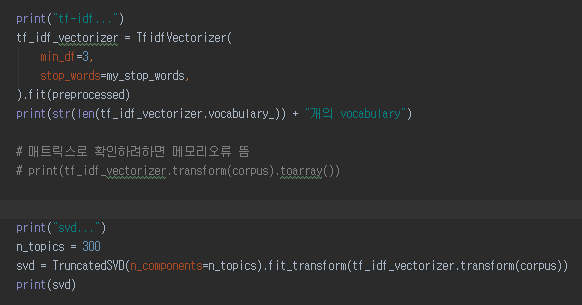 print("tf-idf...")
tf_idf_vectorizer = TfidfVectorizer(
    min_df=3,
    stop_words=my_stop_words,
).fit(preprocessed)
print(str(len(tf_idf_vectorizer.vocabulary_)) + "개의 vocabulary")
# 매트릭스로 확인하려하면 메모리오류 뜸
# print(tf_idf_vectorizer.transform(corpus).toarray())
print("svd...")
n_topics = 300
svd = TruncatedSVD(n_components=n_topics).fit_transform(tf_idf_vectorizer.transform(corpus))
print(svd)